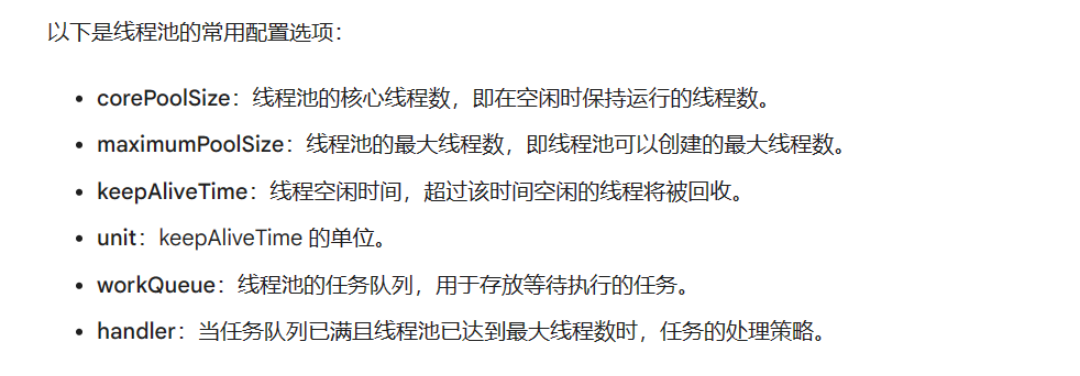 以下是线程池的常用配置选项：
• corePoolSize：线程池的核心线程数，即在空闲时保持运行的线程数。
• maximumPoolSize：线程池的最大线程数，即线程池可以创建的最大线程数。
• keepAliveTime：线程空闲时间，超过该时间空闲的线程将被回收。
• unit：keepAliveTime 的单位。
• workQueue：线程池的任务队列，用于存放等待执行的任务。
• handler：当任务队列已满且线程池已达到最大线程数时，任务的处理策略。